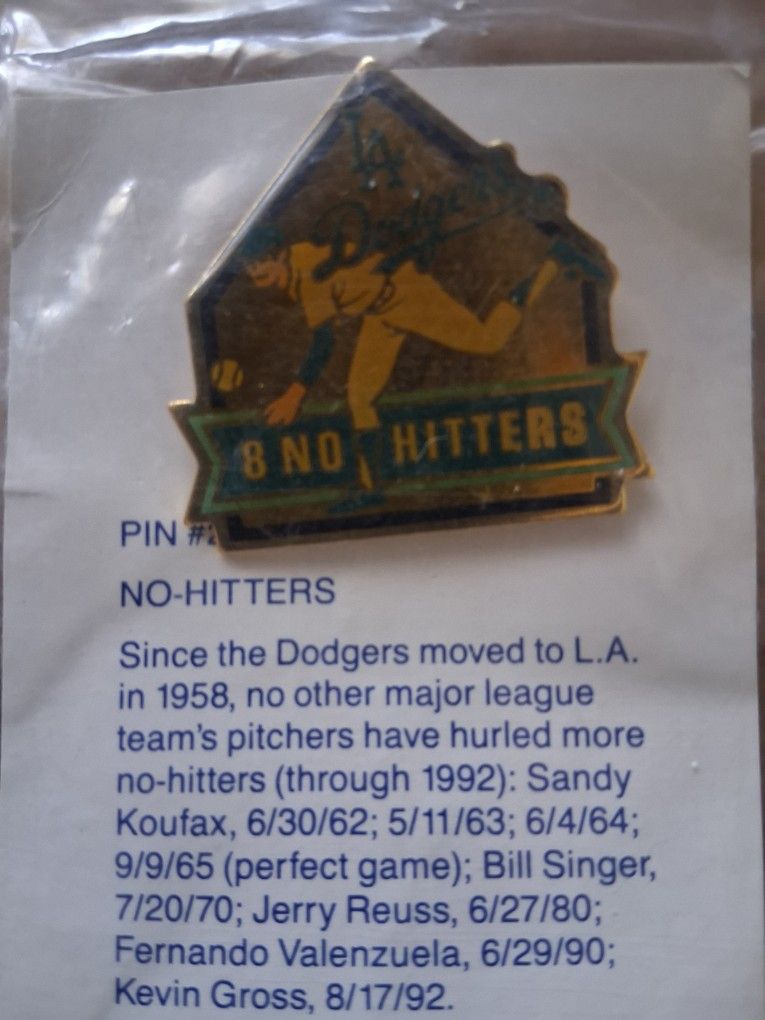 LA
Dodgers
8 NO HITTERS
PIN #2
NO-HITTERS
Since the Dodgers moved to L.A.
in 1958, no other major league
team's pitchers have hurled more
no-hitters (through 1992): Sandy
Koufax, 6/30/62; 5/11/63; 6/4/64;
9/9/65 (perfect game); Bill Singer,
7/20/70; Jerry Reuss, 6/27/80;
Fernando Valenzuela, 6/29/90;
Kevin Gross, 8/17/92.